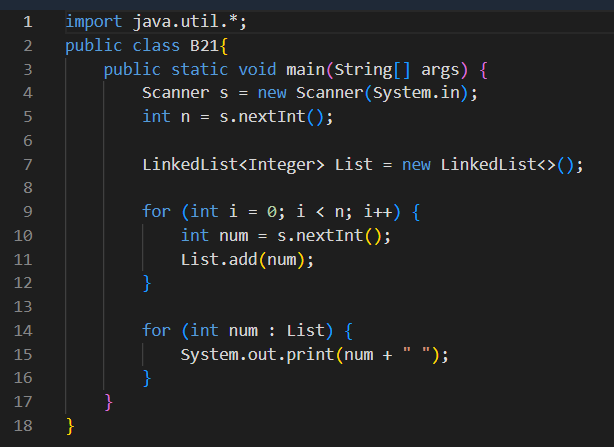 1 import java.util.*;
2 public class B21{
3     public static void main(String[] args) {
4         Scanner s = new Scanner(System.in);
5         int n = s.nextInt();
6
7         LinkedList<Integer> List = new LinkedList<>();
8
9         for (int i = 0; i < n; i++) {
10             int num = s.nextInt();
11             List.add(num);
12         }
13
14         for (int num : List) {
15             System.out.print(num + " ");
16         }
17     }
18 }